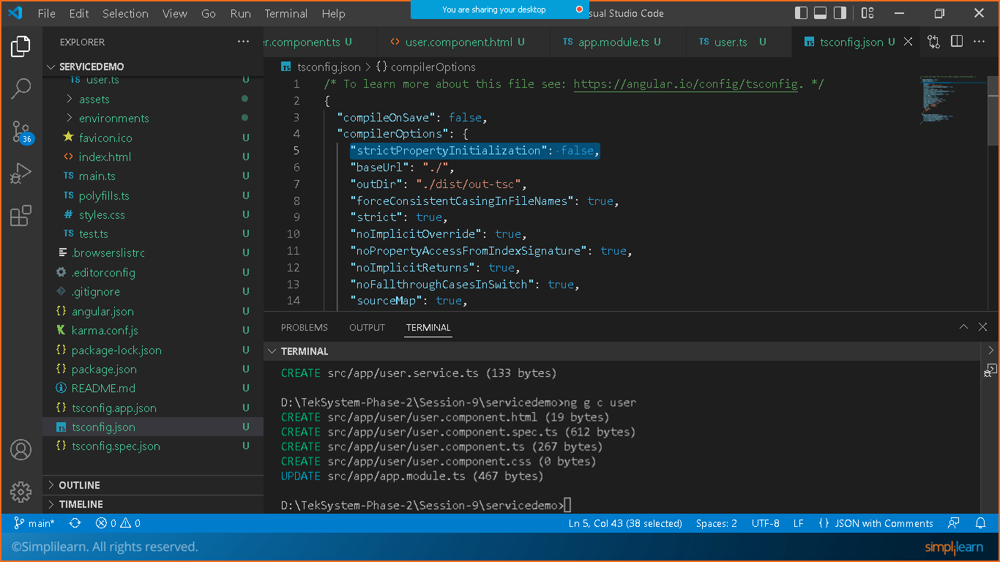 File Edit Selection View Go Run Terminal Help
You are sharing your desktop
sual Studio Code
EXPLORER
er.component.ts U
user.component.html U
app.module.ts U
user.ts U
tsconfig.json U
SERVICEDEMO
tsconfig.json > {} compilerOptions
user.ts U
assets
environments
favicon.ico U
index.html U
main.ts U
polyfills.ts U
styles.css U
test.ts U
.browserslistrc U
.editorconfig U
.gitignore U
angular.json U
karma.conf.js U
package-lock.json U
package.json U
README.md U
tsconfig.app.json U
tsconfig.json U
tsconfig.spec.json U
OUTLINE
TIMELINE
36
1 /* To learn more about this file see: https://angular.io/config/tsconfig. */
2 {
3 "compileOnSave": false,
4 "compilerOptions": {
5 "strictPropertyInitialization": false,
6 "baseUrl": "./",
7 "outDir": "./dist/out-tsc",
8 "forceConsistentCasingInFileNames": true,
9 "strict": true,
10 "noImplicitOverride": true,
11 "noPropertyAccessFromIndexSignature": true,
12 "noImplicitReturns": true,
13 "noFallthroughCasesInSwitch": true,
14 "sourceMap": true,
PROBLEMS OUTPUT TERMINAL
TERMINAL
CREATE src/app/user.service.ts (133 bytes)
D:\TekSystem-Phase-2\Session-9\servicedemo>ng g c user
CREATE src/app/user/user.component.html (19 bytes)
CREATE src/app/user/user.component.spec.ts (612 bytes)
CREATE src/app/user/user.component.ts (267 bytes)
CREATE src/app/user/user.component.css (0 bytes)
UPDATE src/app/app.module.ts (467 bytes)
D:\TekSystem-Phase-2\Session-9\servicedemo>
main* 0 0 Ln 5, Col 43 (38 selected) Spaces: 2 UTF-8 LF {} JSON with Comments
©Simplilearn. All rights reserved.
simplilearn